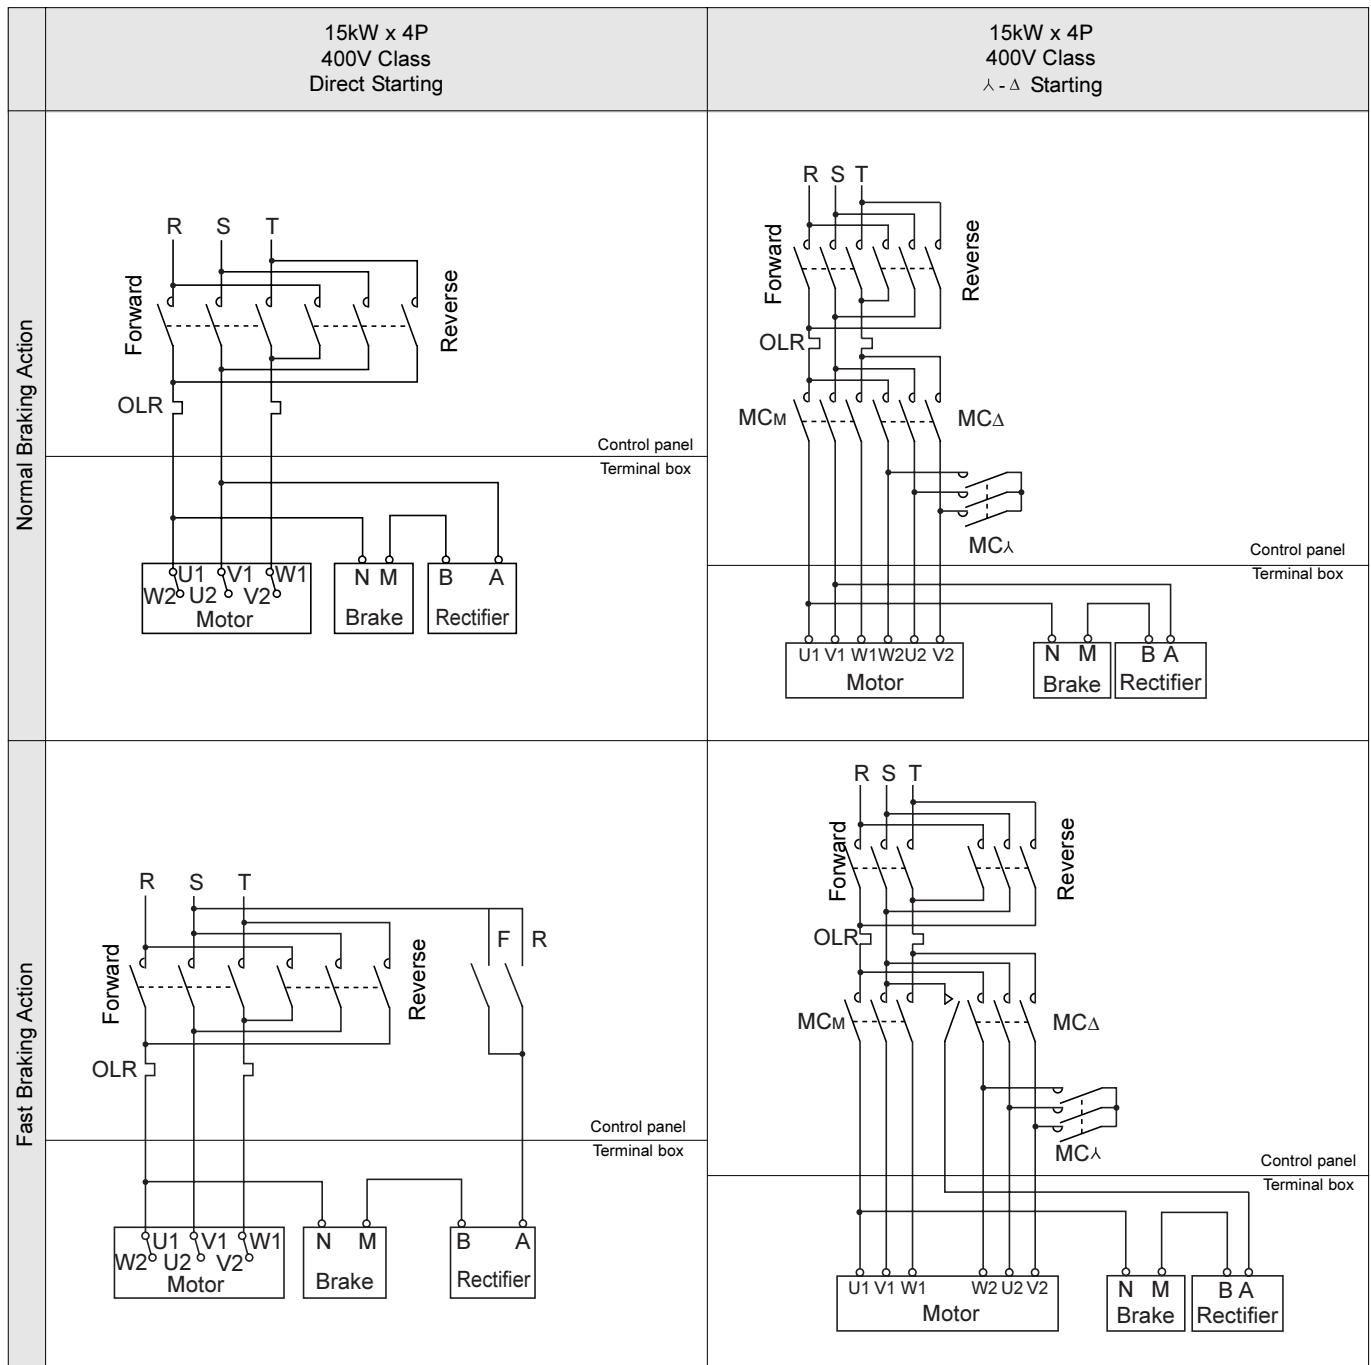 15kW x 4P
400V Class
Direct Starting
15kW x 4P
400V Class
⅄ - Δ Starting
Normal Braking Action
R S T
Forward
Reverse
OLR
Control panel
Terminal box
U1 V1 W1
W2 U2 V2
Motor
N M
Brake
B A
Rectifier
R S T
Forward
Reverse
OLR
MCM
MCΔ
MC⅄
Control panel
Terminal box
U1 V1 W1 W2 U2 V2
Motor
N M
Brake
B A
Rectifier
Fast Braking Action
R S T
F R
Forward
Reverse
OLR
Control panel
Terminal box
U1 V1 W1
W2 U2 V2
Motor
N M
Brake
B A
Rectifier
R S T
Forward
Reverse
OLR
MCM
MCΔ
MC⅄
Control panel
Terminal box
U1 V1 W1 W2 U2 V2
Motor
N M
Brake
B A
Rectifier